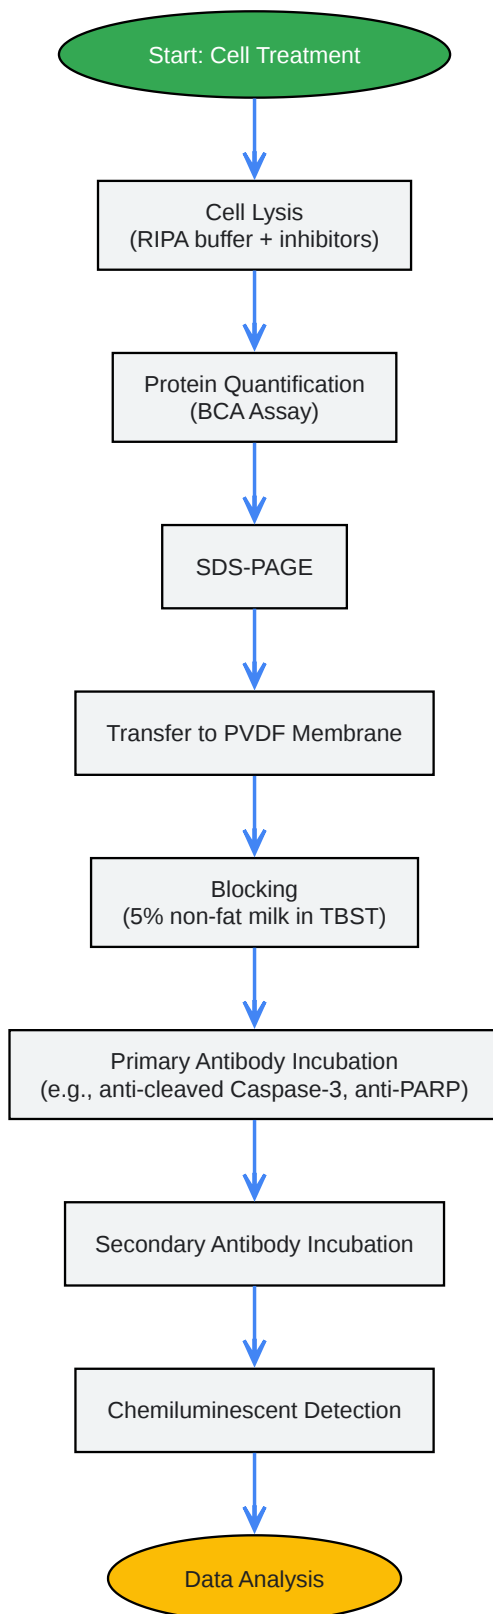 Start: Cell Treatment
Cell Lysis
(RIPA buffer + inhibitors)
Protein Quantification
(BCA Assay)
SDS-PAGE
Transfer to PVDF Membrane
Blocking
(5% non-fat milk in TBST)
Primary Antibody Incubation
(e.g., anti-cleaved Caspase-3, anti-PARP)
Secondary Antibody Incubation
Chemiluminescent Detection
Data Analysis